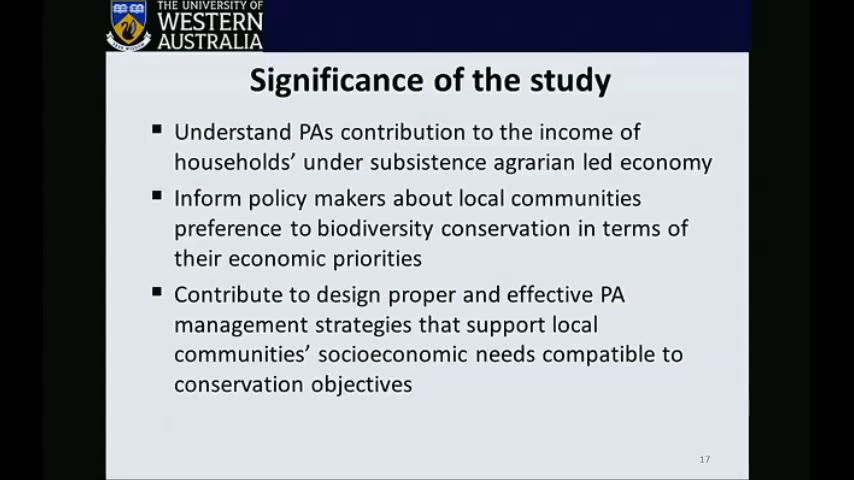 THE UNIVERSITY OF
WESTERN
AUSTRALIA
Significance of the study
Understand PAs contribution to the income of
households’ under subsistence agrarian led economy
Inform policy makers about local communities
preference to biodiversity conservation in terms of
their economic priorities
Contribute to design proper and effective PA
management strategies that support local
communities’ socioeconomic needs compatible to
conservation objectives
17